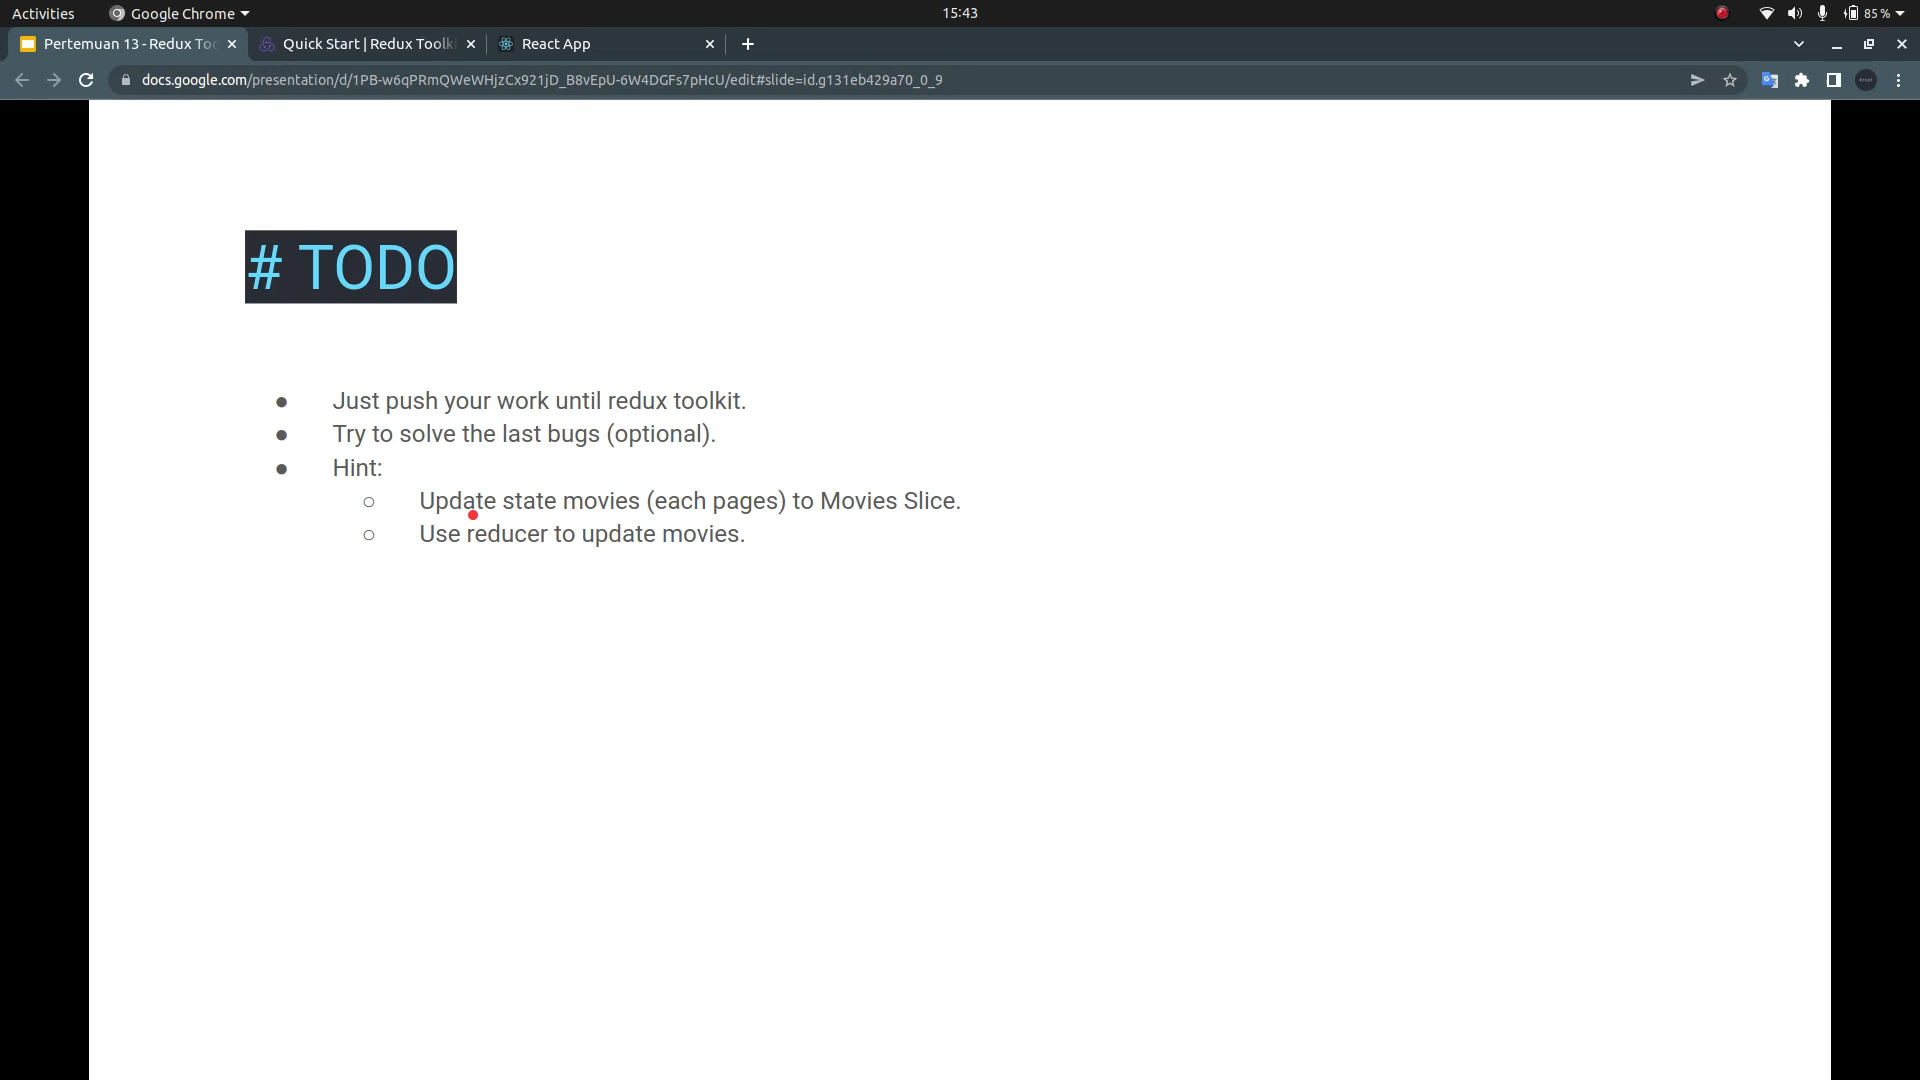 Activities
Google Chrome
15:43
85 %
Pertemuan 13 - Redux Too
Quick Start | Redux Toolki
React App
docs.google.com/presentation/d/1PB-w6qPRmQWeWHjzCx921jD_B8vEpU-6W4DGFs7pHcU/edit#slide=id.g131eb429a70_0_9
# TODO
● Just push your work until redux toolkit.
● Try to solve the last bugs (optional).
● Hint:
○ Update state movies (each pages) to Movies Slice.
○ Use reducer to update movies.